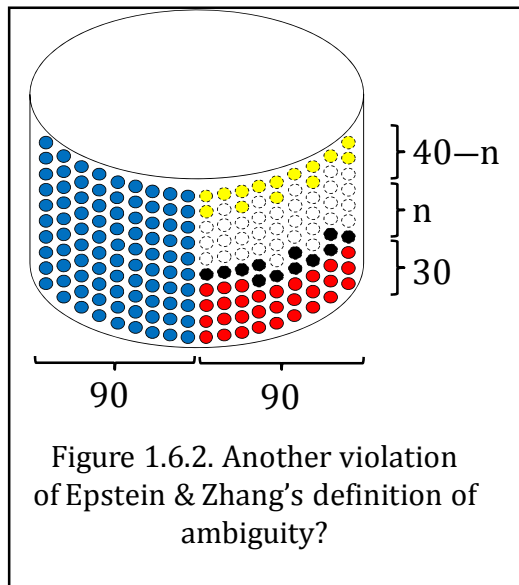 40–n
n
30
90 90
Figure 1.6.2. Another violation
of Epstein & Zhang's definition of
ambiguity?